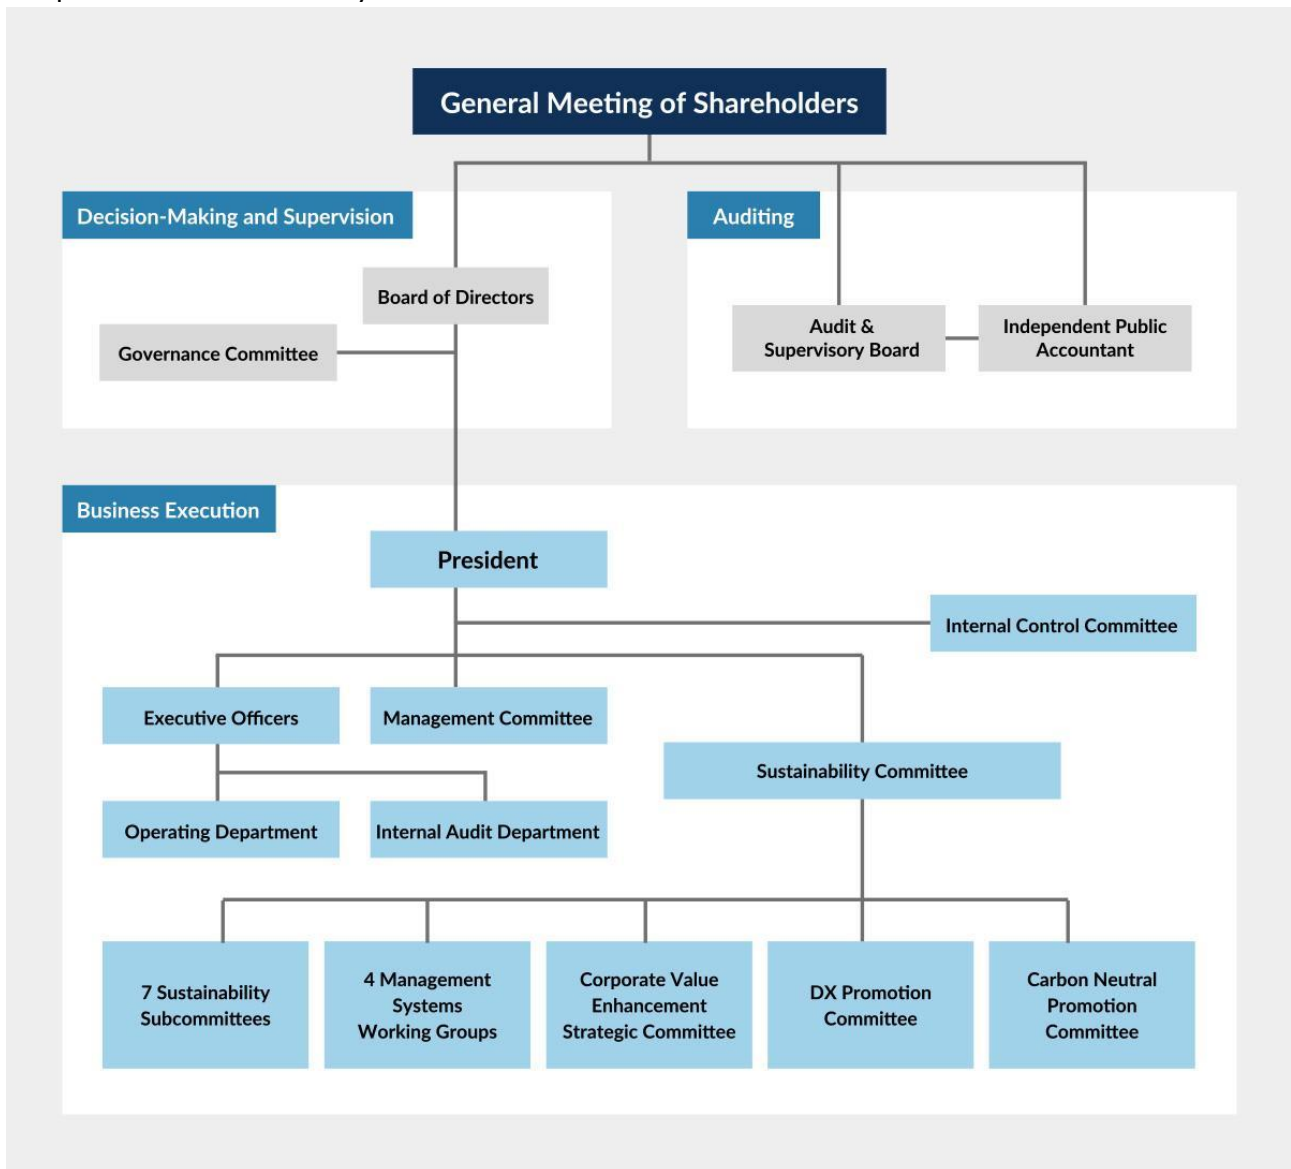 General Meeting of Shareholders
Decision-Making and Supervision
Auditing
Board of Directors
Governance Committee
Audit &
Supervisory Board
Independent Public
Accountant
Business Execution
President
Internal Control Committee
Executive Officers
Management Committee
Sustainability Committee
Operating Department
Internal Audit Department
7 Sustainability
Subcommittees
4 Management
Systems
Working Groups
Corporate Value
Enhancement
Strategic Committee
DX Promotion
Committee
Carbon Neutral
Promotion
Committee